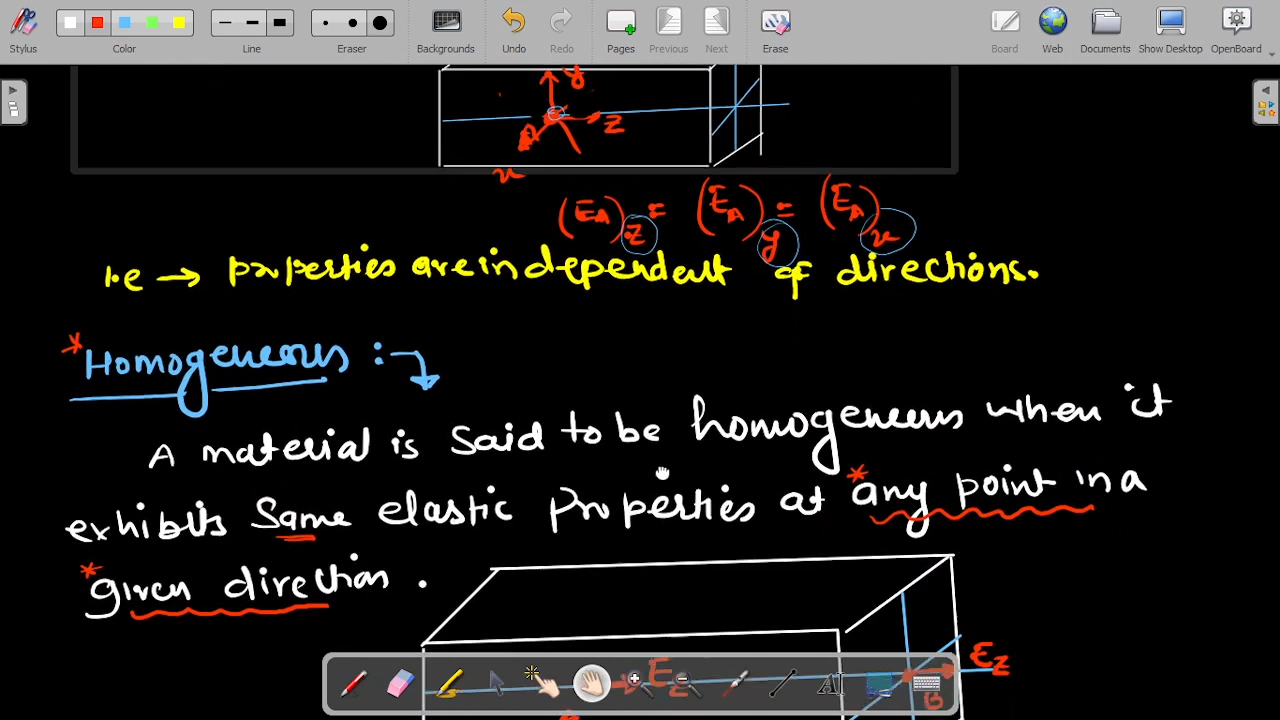 Stylus Color Line Eraser Backgrounds Undo Redo Pages Previous Next Erase Board Web Documents Show Desktop OpenBoard
y
z
x
(EA)z = (EA)y = (EA)x
i.e → properties are independent of directions.
*Homogeneous :→
A material is said to be homogeneous when it
exhibits same elastic properties at *any point in a
*given direction.
Ez
Ez
B